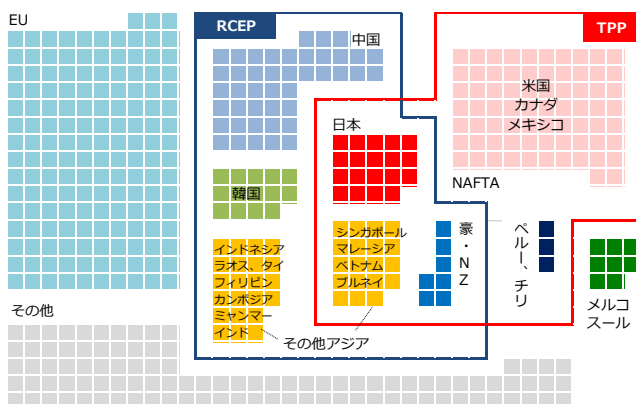 EU
RCEP
TPP
中国
米国
カナダ
メキシコ
日本
NAFTA
韓国
シンガポール
マレーシア
ベトナム
ブルネイ
豪・NZ
ペルー、チリ
インドネシア
ラオス、タイ
フィリピン
カンボジア
ミャンマー
インド
その他
その他アジア
メルコ
スール